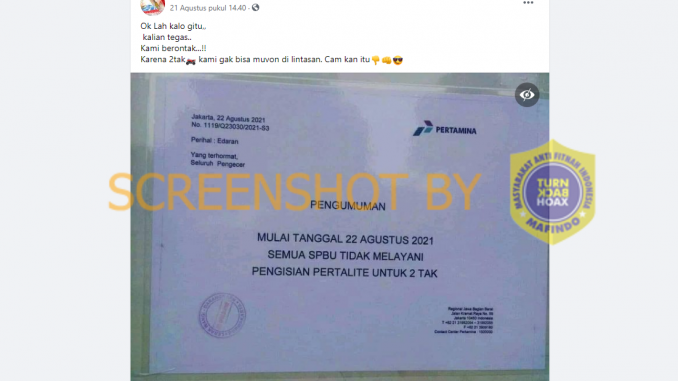 21 Agustus pukul 14.40
Ok Lah kalo gitu,,
kalian tegas..
Kami berontak...!!
Karena 2tak kami gak bisa muvon di lintasan. Cam kan itu
Jakarta, 22 Agustus 2021
No. 1119/Q23030/2021-S3
PERTAMINA
Perihal : Edaran
Yang terhormat,
Seluruh Pengecer
SCREENSHOT BY
MASYARAKAT ANTI FITNAH INDONESIA
TURN
BACK
HOAX
MAFINDO
PENGUMUMAN
MULAI TANGGAL 22 AGUSTUS 2021
SEMUA SPBU TIDAK MELAYANI
PENGISIAN PERTALITE UNTUK 2 TAK